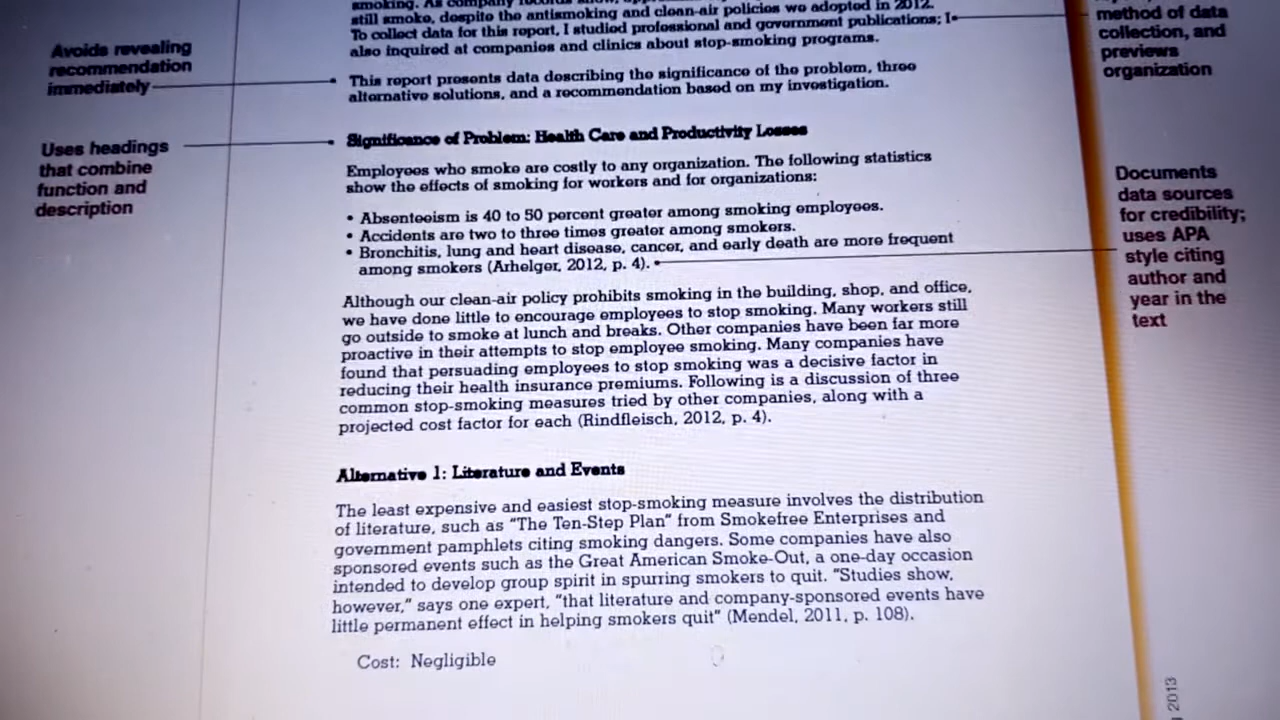 still smoke, despite the antismoking and clean-air policies we adopted in 2012.
To collect data for this report, I studied professional and government publications; I
also inquired at companies and clinics about stop-smoking programs.
Avoids revealing
recommendation
immediately
method of data
collection, and
previews
organization
This report presents data describing the significance of the problem, three
alternative solutions, and a recommendation based on my investigation.
Uses headings
that combine
function and
description
Significance of Problem: Health Care and Productivity Losses
Employees who smoke are costly to any organization. The following statistics
show the effects of smoking for workers and for organizations:
• Absenteeism is 40 to 50 percent greater among smoking employees.
• Accidents are two to three times greater among smokers.
• Bronchitis, lung and heart disease, cancer, and early death are more frequent
among smokers (Arhelger, 2012, p. 4).
Documents
data sources
for credibility;
uses APA
style citing
author and
year in the
text
Although our clean-air policy prohibits smoking in the building, shop, and office,
we have done little to encourage employees to stop smoking. Many workers still
go outside to smoke at lunch and breaks. Other companies have been far more
proactive in their attempts to stop employee smoking. Many companies have
found that persuading employees to stop smoking was a decisive factor in
reducing their health insurance premiums. Following is a discussion of three
common stop-smoking measures tried by other companies, along with a
projected cost factor for each (Rindfleisch, 2012, p. 4).
Alternative 1: Literature and Events
The least expensive and easiest stop-smoking measure involves the distribution
of literature, such as "The Ten-Step Plan" from Smokefree Enterprises and
government pamphlets citing smoking dangers. Some companies have also
sponsored events such as the Great American Smoke-Out, a one-day occasion
intended to develop group spirit in spurring smokers to quit. "Studies show,
however," says one expert, "that literature and company-sponsored events have
little permanent effect in helping smokers quit" (Mendel, 2011, p. 108).
Cost: Negligible
2013